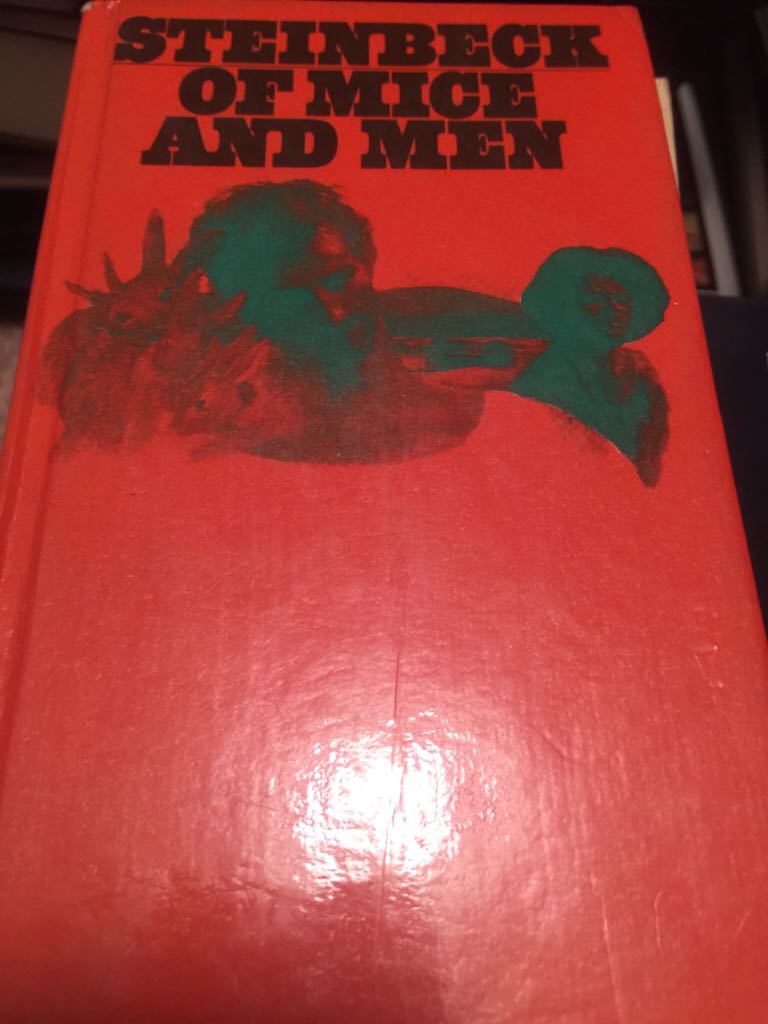 STEINBECK
OF MICE
AND MEN